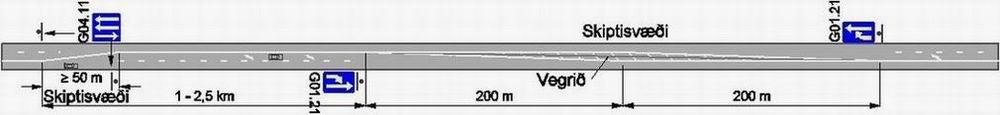 G04.11
Skiptisvæði
G01.21
≥ 50 m
Skiptisvæði
1 - 2,5 km
G01.21
Vegrið
200 m
200 m